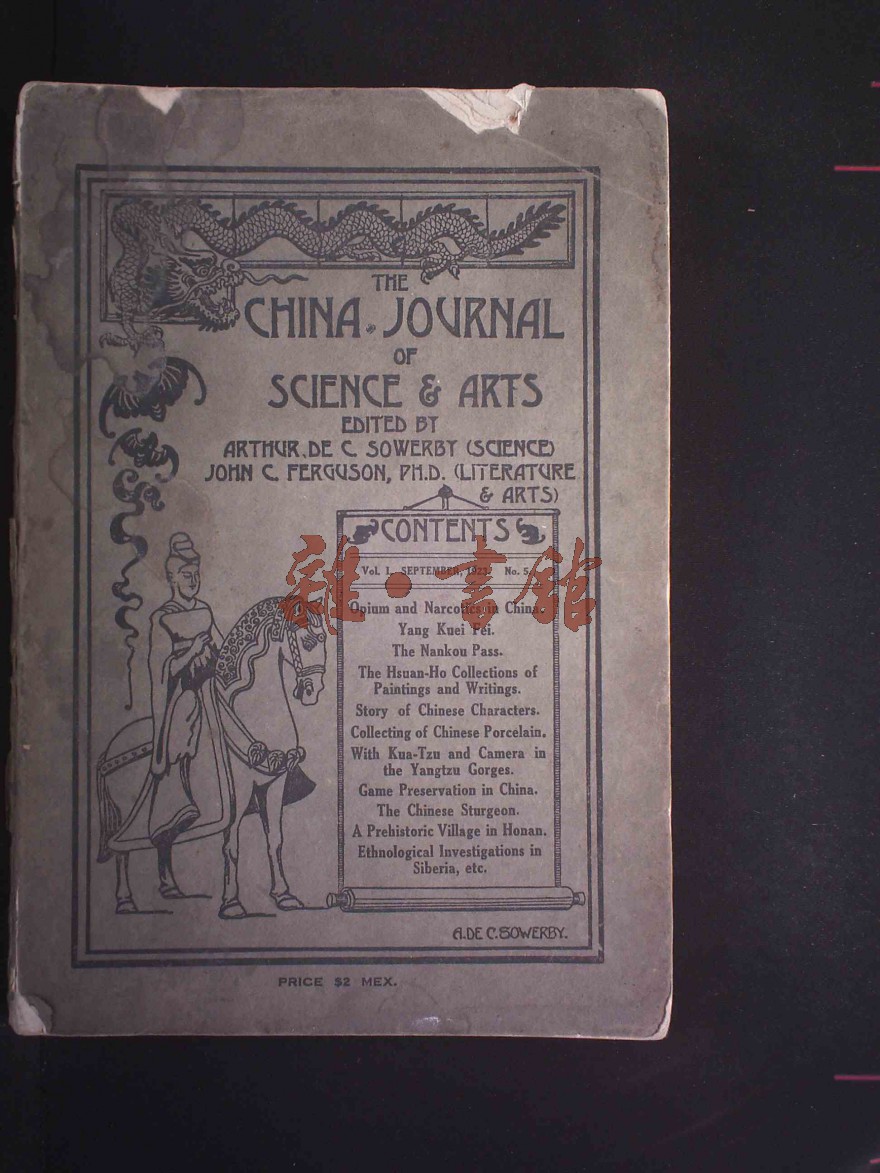 THE
CHINA JOURNAL
OF
SCIENCE & ARTS
EDITED BY
ARTHUR DE C. SOWERBY (SCIENCE)
JOHN C. FERGUSON, PH.D. (LITERATURE
& ARTS)
CONTENTS
Vol. 1. SEPTEMBER, 1923. No. 5.
雜·書館
Opium and Narcotics in China.
Yang Kuei Fei.
The Nankou Pass.
The Hsuan-Ho Collections of
Paintings and Writings.
Story of Chinese Characters.
Collecting of Chinese Porcelain.
With Kua-Tzu and Camera in
the Yangtzu Gorges.
Game Preservation in China.
The Chinese Sturgeon.
A Prehistoric Village in Honan.
Ethnological Investigations in
Siberia, etc.
A. DE C. SOWERBY.
PRICE $2 MEX.